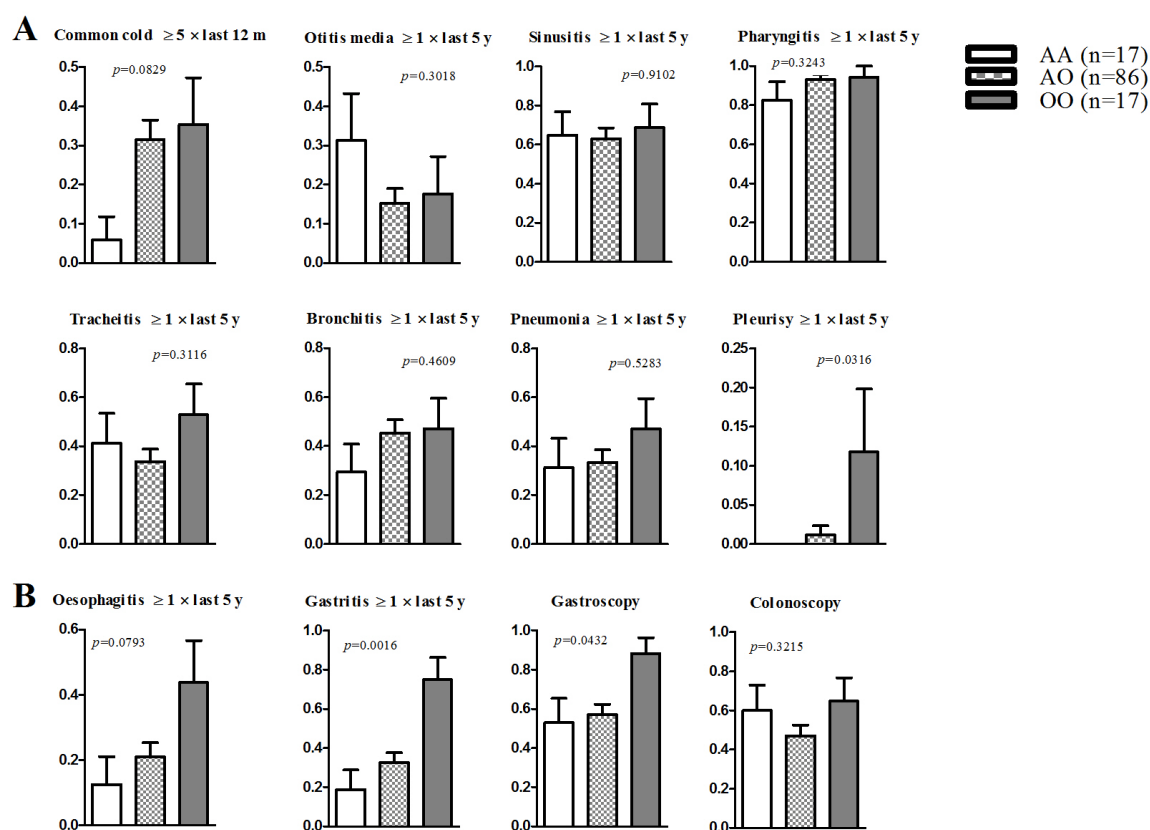 A
Common cold ≥ 5 × last 12 m
p=0.0829
0.5
0.4
0.3
0.2
0.1
0.0
Otitis media ≥ 1 × last 5 y
p=0.3018
0.5
0.4
0.3
0.2
0.1
0.0
Sinusitis ≥ 1 × last 5 y
p=0.9102
1.0
0.8
0.6
0.4
0.2
0.0
Pharyngitis ≥ 1 × last 5 y
p=0.3243
1.0
0.8
0.6
0.4
0.2
0.0
AA (n=17)
AO (n=86)
OO (n=17)
Tracheitis ≥ 1 × last 5 y
p=0.3116
0.8
0.6
0.4
0.2
0.0
Bronchitis ≥ 1 × last 5 y
p=0.4609
0.8
0.6
0.4
0.2
0.0
Pneumonia ≥ 1 × last 5 y
p=0.5283
0.8
0.6
0.4
0.2
0.0
Pleurisy ≥ 1 × last 5 y
p=0.0316
0.25
0.20
0.15
0.10
0.05
0.00
B
Oesophagitis ≥ 1 × last 5 y
p=0.0793
0.6
0.4
0.2
0.0
Gastritis ≥ 1 × last 5 y
p=0.0016
1.0
0.8
0.6
0.4
0.2
0.0
Gastroscopy
p=0.0432
1.0
0.8
0.6
0.4
0.2
0.0
Colonoscopy
p=0.3215
1.0
0.8
0.6
0.4
0.2
0.0